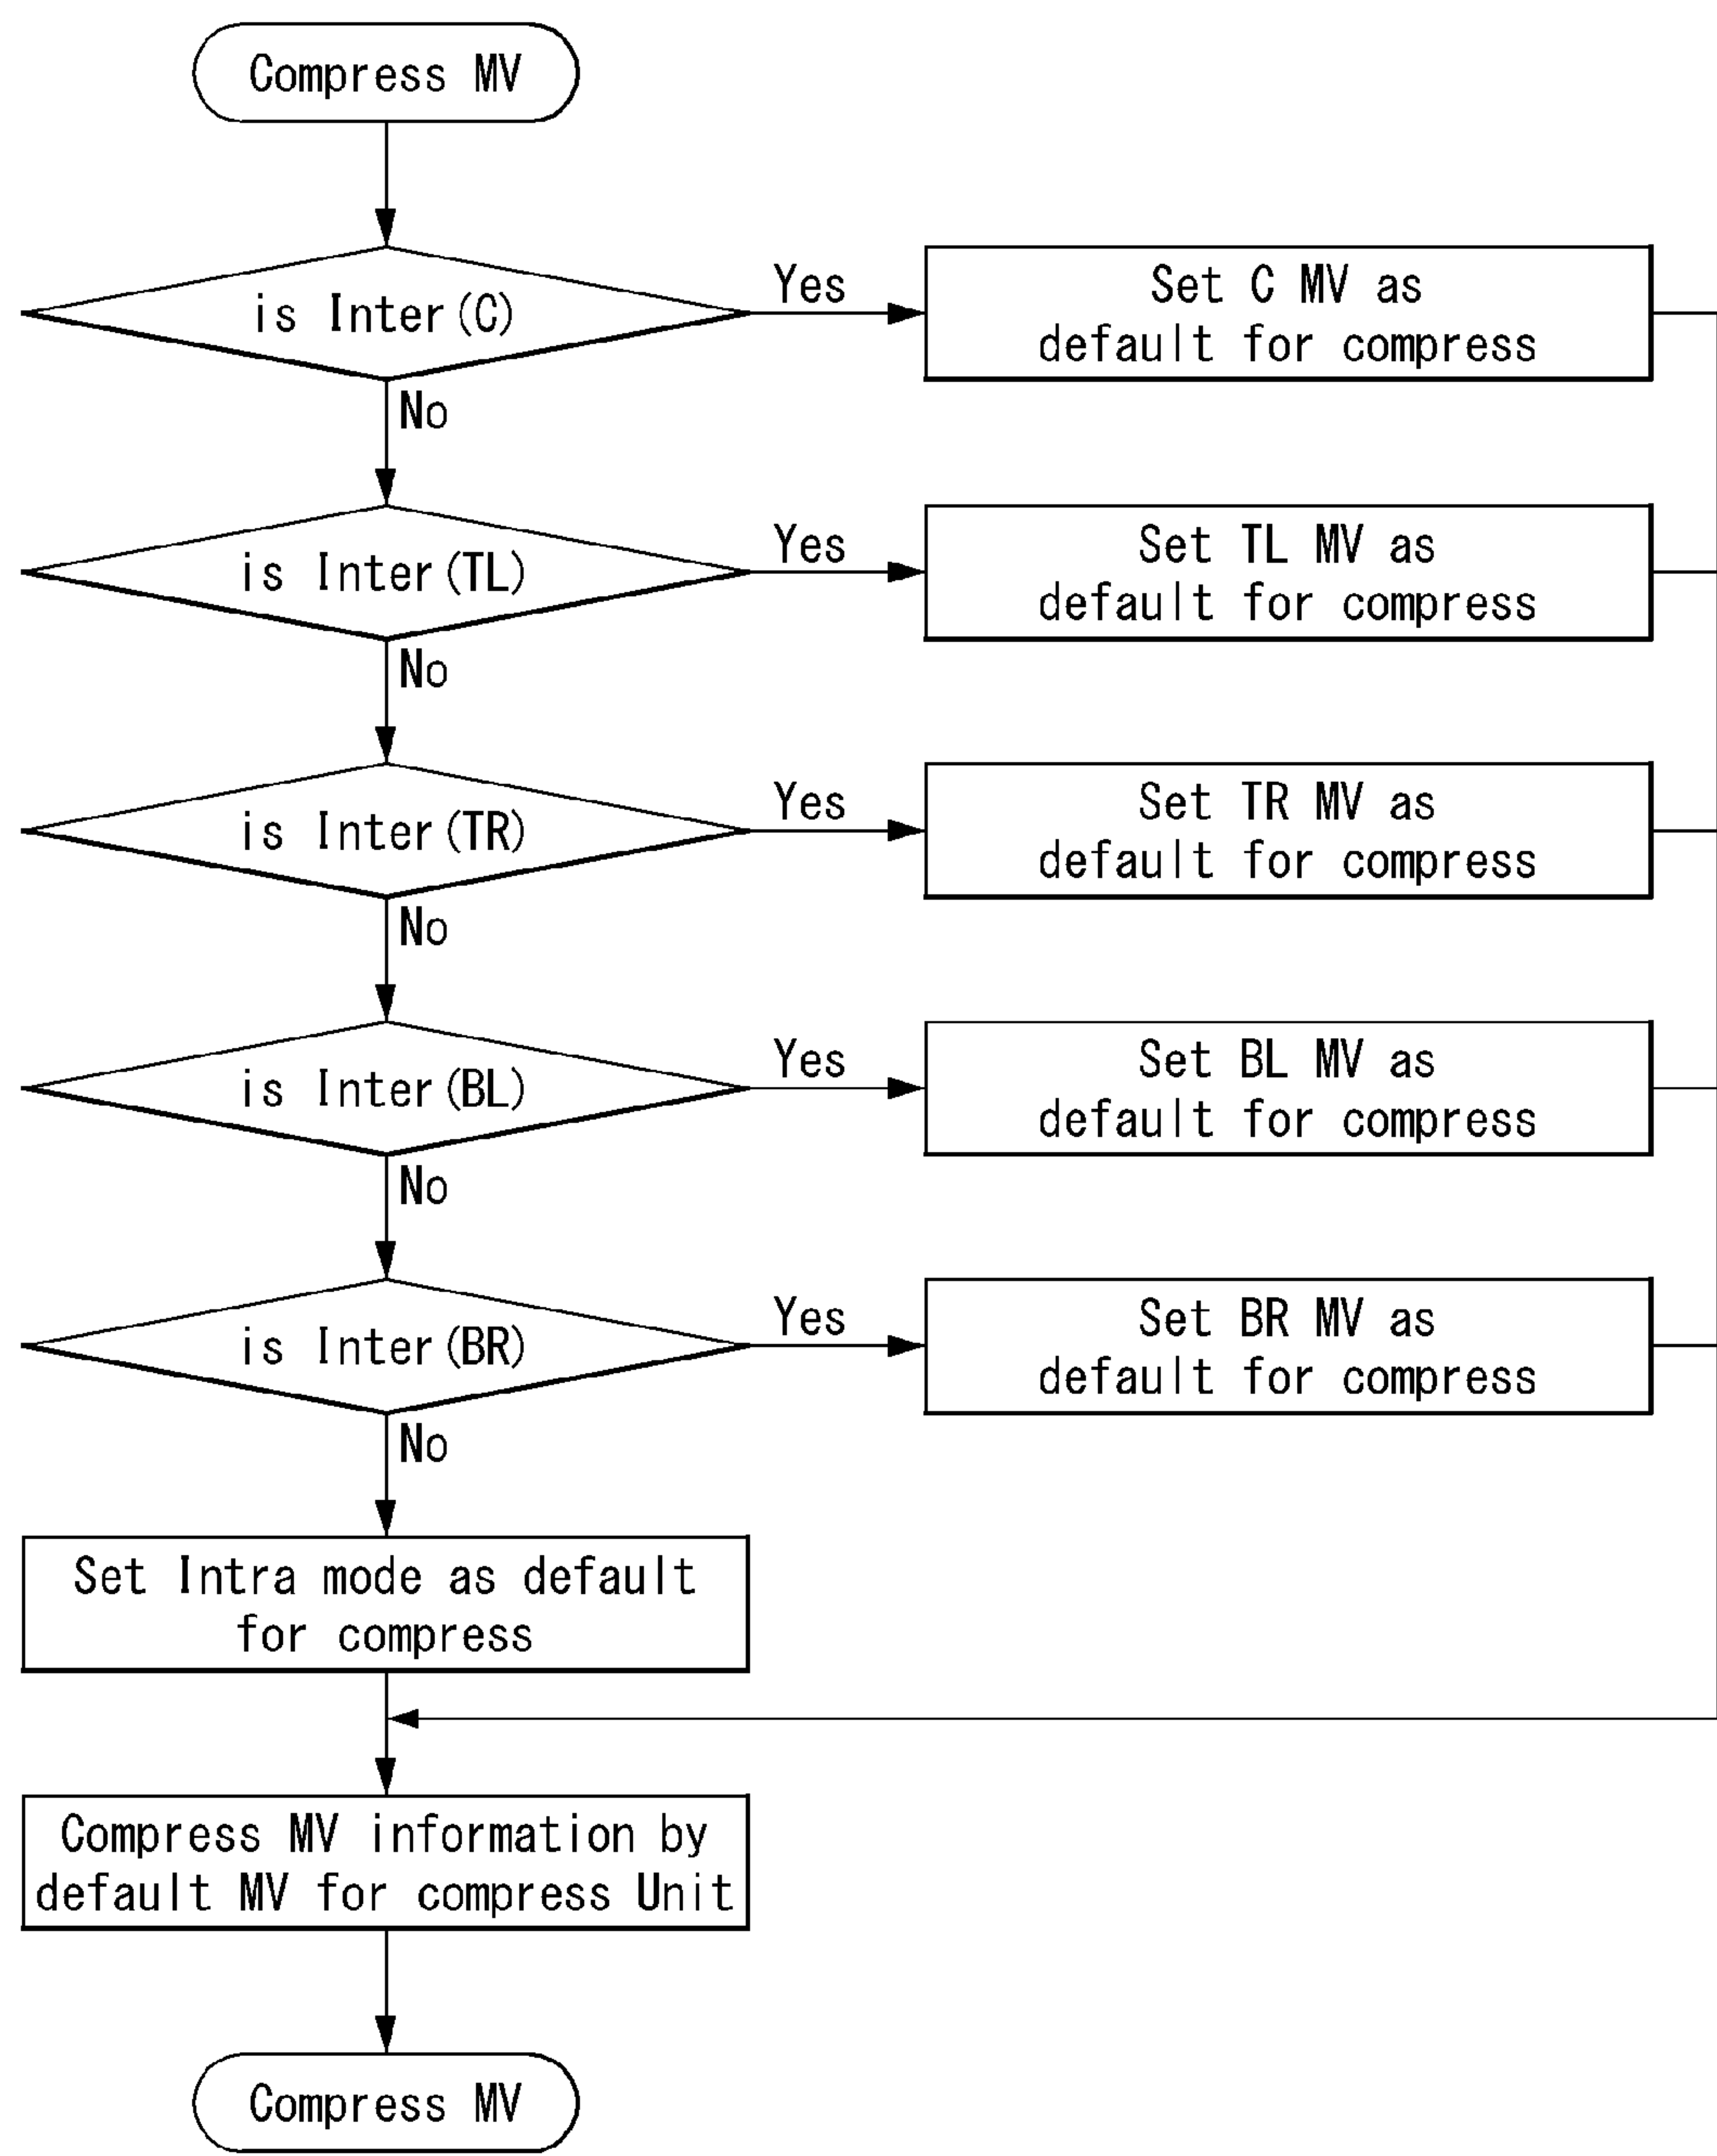 Compress MV
is Inter(C)
Yes
Set C MV as
default for compress
No
is Inter(TL)
Yes
Set TL MV as
default for compress
No
is Inter(TR)
Yes
Set TR MV as
default for compress
No
is Inter(BL)
Yes
Set BL MV as
default for compress
No
is Inter(BR)
Yes
Set BR MV as
default for compress
No
Set Intra mode as default
for compress
Compress MV information by
default MV for compress Unit
Compress MV